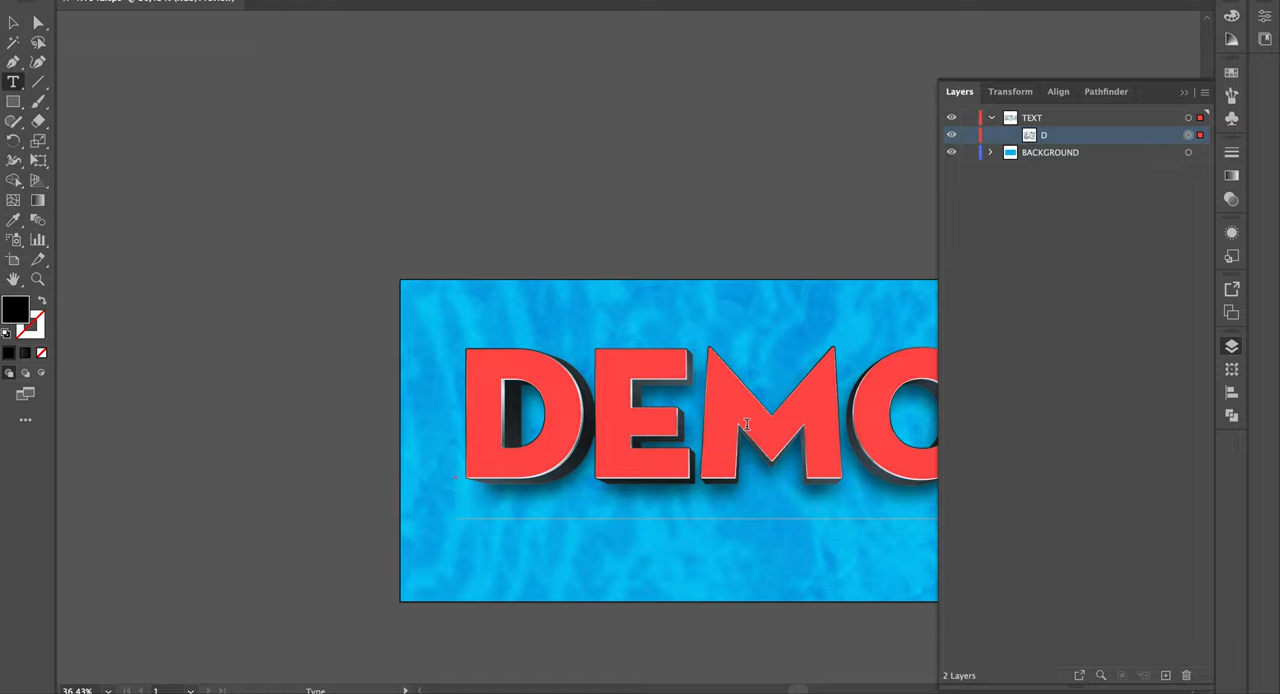 Layers Transform Align Pathfinder
TEXT
D
BACKGROUND
DEMO
2 Layers
36,43% 1 Type